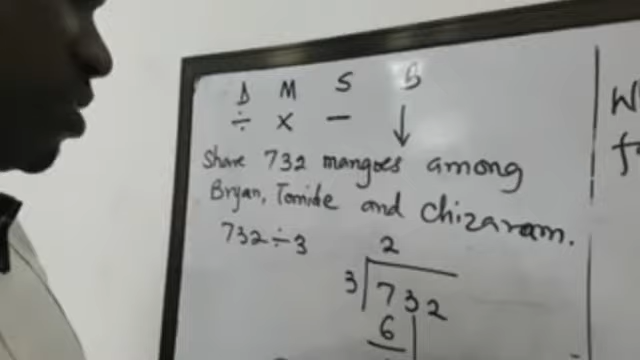 D M S B
÷ × − ↓
Share 732 mangoes among
Bryan, Tomide and Chizaram.
732÷3
2
3 732
6